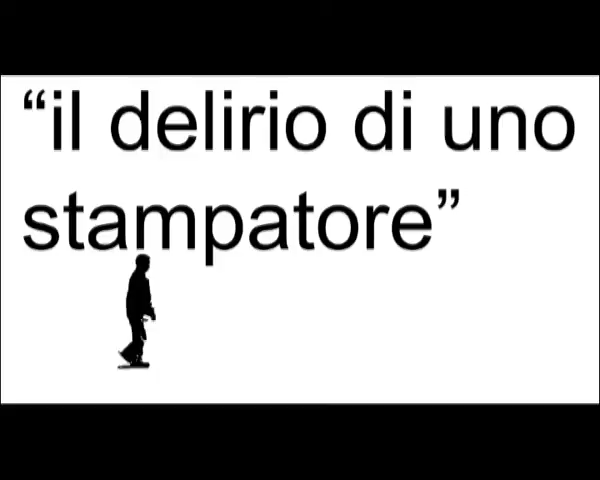 “il delirio di uno
stampatore”